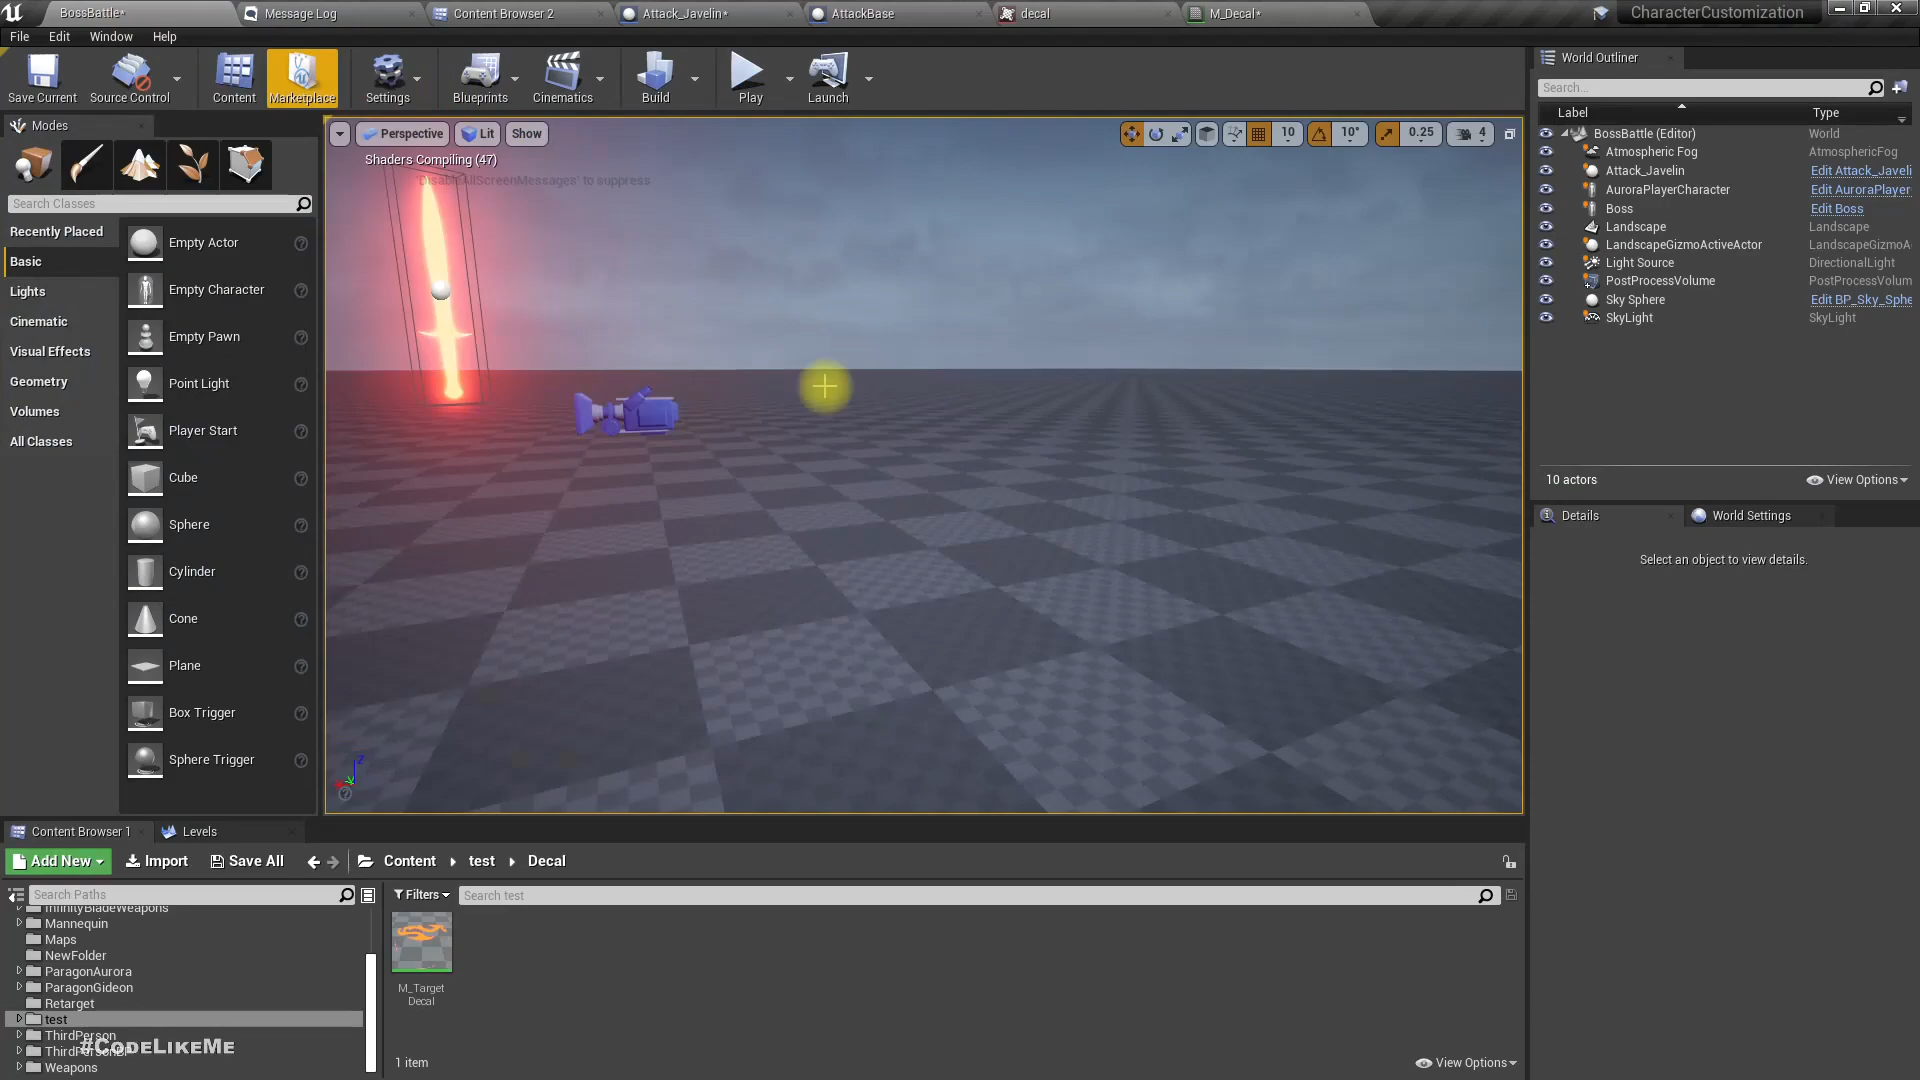 BossBattle*
Message Log
Content Browser 2
Attack_Javelin*
AttackBase
decal
M_Decal*
CharacterCustomization
File
Edit
Window
Help
Save Current
Source Control
Content
Marketplace
Settings
Blueprints
Cinematics
Build
Play
Launch
World Outliner
Search...
Label
Type
BossBattle (Editor)
World
Atmospheric Fog
AtmosphericFog
Attack_Javelin
Edit Attack_Javeli
AuroraPlayerCharacter
Edit AuroraPlayer
Boss
Edit Boss
Landscape
Landscape
LandscapeGizmoActiveActor
LandscapeGizmoA
Light Source
DirectionalLight
PostProcessVolume
PostProcessVolum
Sky Sphere
Edit BP_Sky_Sphe
SkyLight
SkyLight
10 actors
View Options
Details
World Settings
Select an object to view details.
Modes
Search Classes
Recently Placed
Basic
Lights
Cinematic
Visual Effects
Geometry
Volumes
All Classes
Empty Actor
Empty Character
Empty Pawn
Point Light
Player Start
Cube
Sphere
Cylinder
Cone
Plane
Box Trigger
Sphere Trigger
Perspective
Lit
Show
10
10°
0.25
4
Shaders Compiling (47)
'DisableAllScreenMessages' to suppress
Z
Content Browser 1
Levels
Add New
Import
Save All
Content
test
Decal
Search Paths
Filters
Search test
InfinityBladeWeapons
Mannequin
Maps
NewFolder
ParagonAurora
ParagonGideon
Retarget
test
ThirdPerson
ThirdPersonBP
Weapons
#CodeLikeMe
M_Target
Decal
1 item
View Options